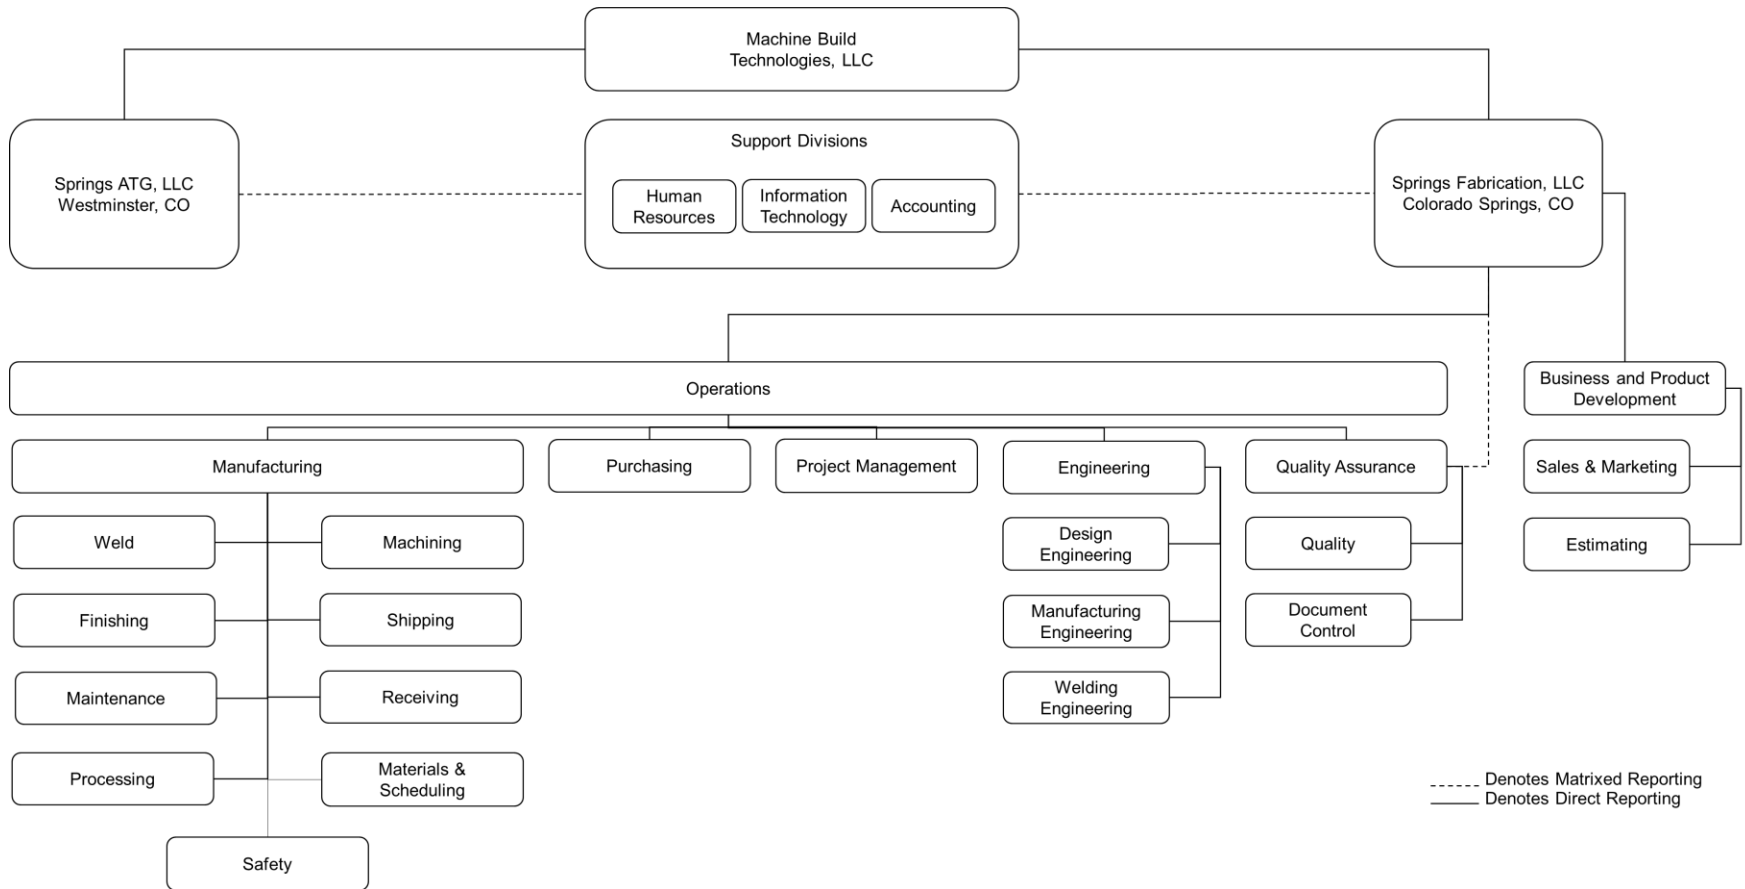 Machine Build
Technologies, LLC
Springs ATG, LLC
Westminster, CO
Support Divisions
Human
Resources
Information
Technology
Accounting
Springs Fabrication, LLC
Colorado Springs, CO
Operations
Business and Product
Development
Manufacturing
Purchasing
Project Management
Engineering
Quality Assurance
Sales & Marketing
Weld
Machining
Design
Engineering
Quality
Estimating
Finishing
Shipping
Manufacturing
Engineering
Document
Control
Maintenance
Receiving
Welding
Engineering
Processing
Materials &
Scheduling
Safety
Denotes Matrixed Reporting
Denotes Direct Reporting